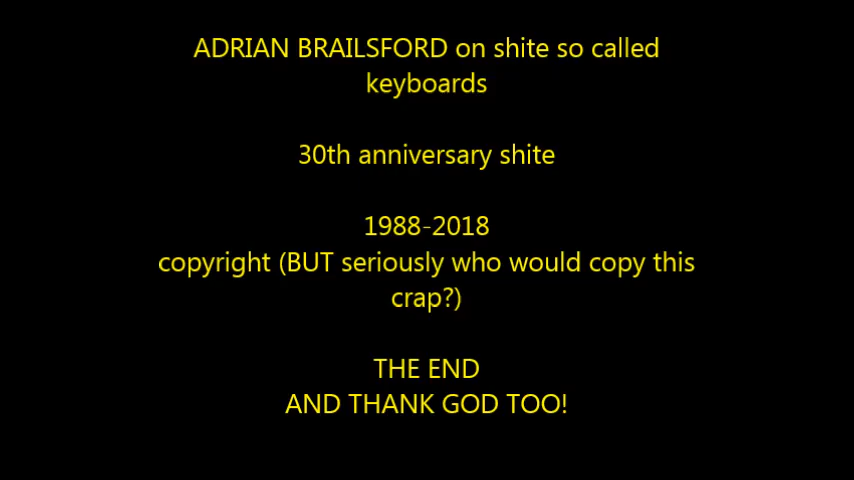 ADRIAN BRAILSFORD on shite so called
keyboards
30th anniversary shite
1988-2018
copyright (BUT seriously who would copy this
crap?)
THE END
AND THANK GOD TOO!